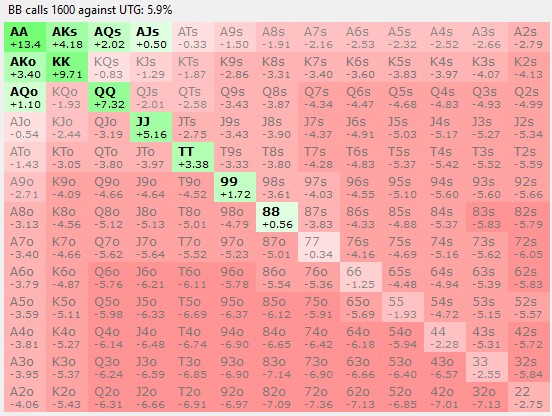 BB calls 1600 against UTG: 5.9%
AA AKs AQs AJs ATs A9s A8s A7s A6s A5s A4s A3s A2s
+13.4 +4.18 +2.02 +0.50 -0.33 -1.50 -1.91 -2.16 -2.53 -2.32 -2.52 -2.66 -2.79
AKo KK KQs KJs KTs K9s K8s K7s K6s K5s K4s K3s K2s
+3.40 +9.71 -0.83 -1.29 -1.87 -2.86 -3.31 -3.40 -3.60 -3.83 -3.97 -4.07 -4.13
AQo KQo QQ QJs QTs Q9s Q8s Q7s Q6s Q5s Q4s Q3s Q2s
+1.10 -1.93 +7.32 -2.01 -2.58 -3.43 -3.87 -4.34 -4.47 -4.68 -4.83 -4.93 -4.99
AJo KJo QJo JJ JTs J9s J8s J7s J6s J5s J4s J3s J2s
-0.54 -2.44 -3.19 +5.16 -2.75 -3.43 -3.90 -4.37 -4.91 -5.03 -5.17 -5.27 -5.34
ATo KTo QTo JTo TT T9s T8s T7s T6s T5s T4s T3s T2s
-1.43 -3.05 -3.80 -3.97 +3.38 -3.33 -3.80 -4.28 -4.83 -5.37 -5.42 -5.52 -5.59
A9o K9o Q9o J9o T9o 99 98s 97s 96s 95s 94s 93s 92s
-2.71 -4.09 -4.66 -4.64 -4.52 +1.72 -3.61 -4.03 -4.55 -5.10 -5.60 -5.60 -5.66
A8o K8o Q8o J8o T8o 98o 88 87s 86s 85s 84s 83s 82s
-3.13 -4.56 -5.12 -5.13 -5.01 -4.79 +0.56 -3.83 -4.31 -4.88 -5.37 -5.83 -5.79
A7o K7o Q7o J7o T7o 97o 87o 77 76s 75s 74s 73s 72s
-3.40 -4.66 -5.62 -5.64 -5.52 -5.23 -5.01 -0.34 -4.16 -4.69 -5.16 -5.62 -6.05
A6o K6o Q6o J6o T6o 96o 86o 76o 66 65s 64s 63s 62s
-3.79 -4.87 -5.76 -6.21 -6.11 -5.78 -5.54 -5.36 -1.25 -4.48 -4.94 -5.39 -5.83
A5o K5o Q5o J5o T5o 95o 85o 75o 65o 55 54s 53s 52s
-3.59 -5.11 -5.98 -6.33 -6.69 -6.37 -6.12 -5.91 -5.69 -1.93 -4.72 -5.15 -5.57
A4o K4o Q4o J4o T4o 94o 84o 74o 64o 54o 44 43s 42s
-3.81 -5.27 -6.14 -6.48 -6.74 -6.90 -6.65 -6.42 -6.18 -5.94 -2.28 -5.31 -5.72
A3o K3o Q3o J3o T3o 93o 83o 73o 63o 53o 43o 33 32s
-3.95 -5.37 -6.24 -6.59 -6.85 -6.90 -7.14 -6.90 -6.66 -6.40 -6.57 -2.55 -5.84
A2o K2o Q2o J2o T2o 92o 82o 72o 62o 52o 42o 32o 22
-4.06 -5.43 -6.31 -6.66 -6.91 -6.97 -7.09 -7.36 -7.13 -6.85 -7.01 -7.13 -2.75